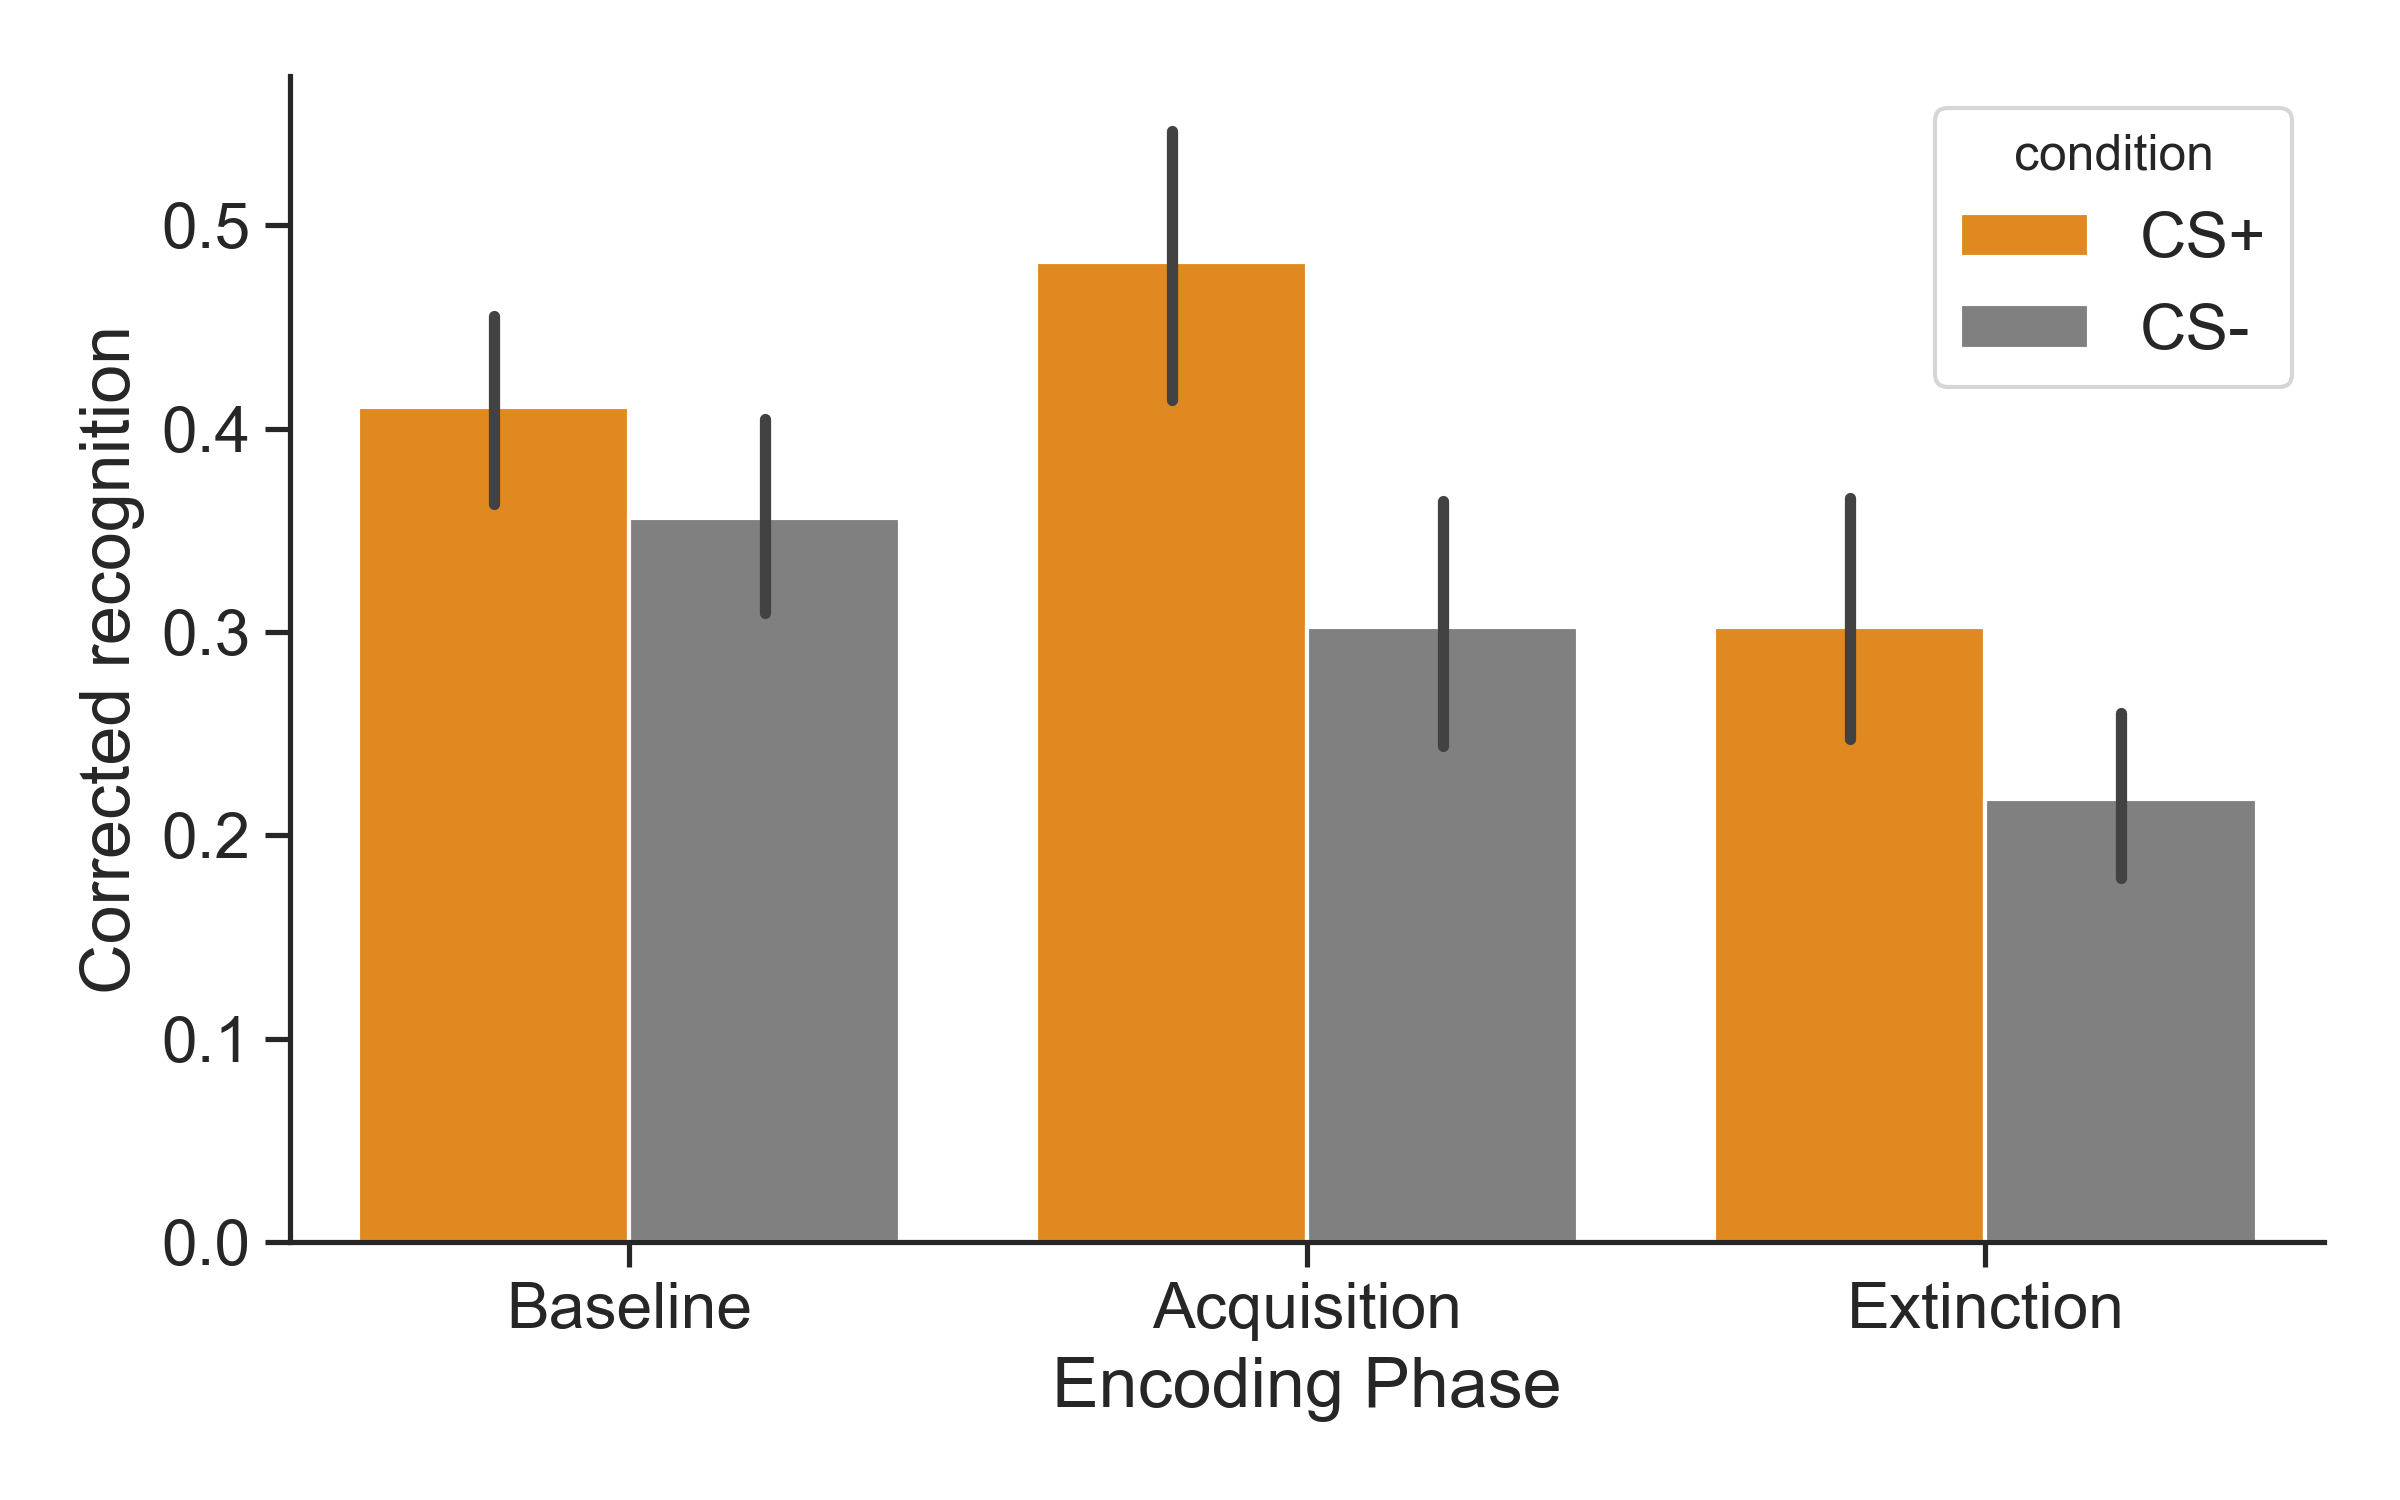 Corrected recognition
0.5
0.4
0.3
0.2
0.1
0.0
condition
CS+
CS-
Baseline
Acquisition
Extinction
Encoding Phase